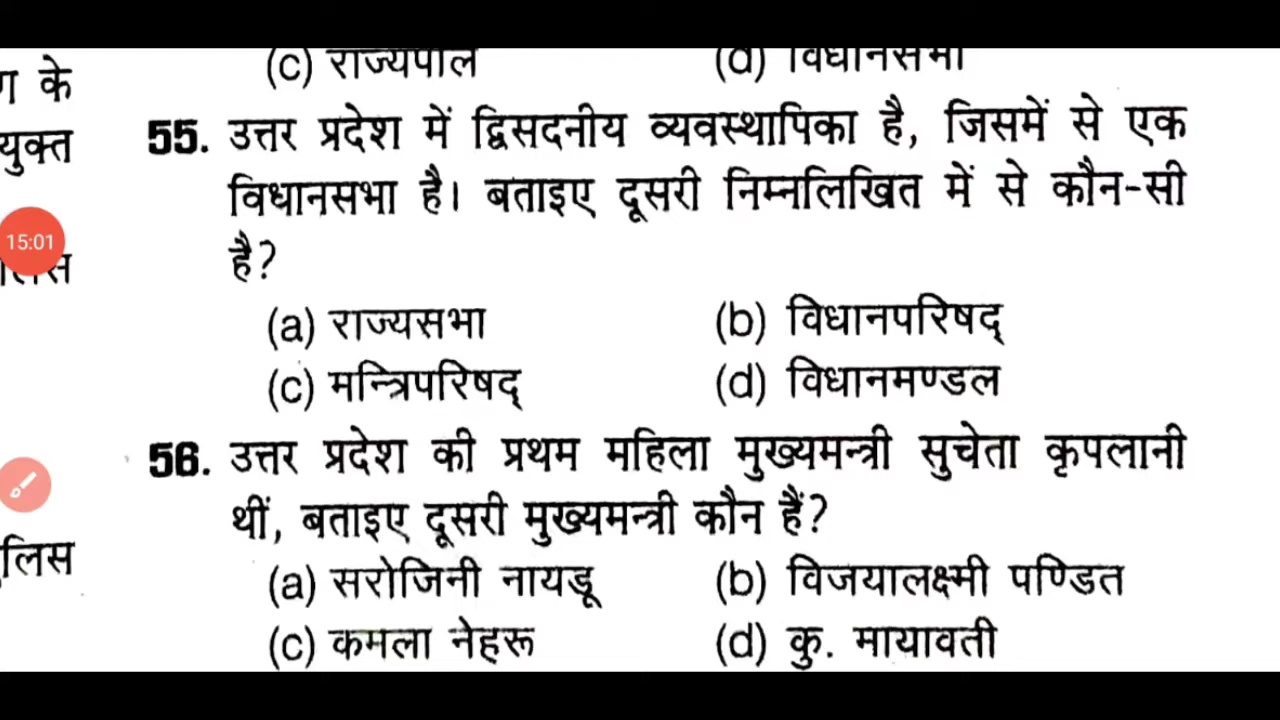 (c) राज्यपाल (d) विधानसभा
ग के
युक्त
55. उत्तर प्रदेश में द्विसदनीय व्यवस्थापिका है, जिसमें से एक
विधानसभा है। बताइए दूसरी निम्नलिखित में से कौन-सी
है?
15:01
(a) राज्यसभा (b) विधानपरिषद्
(c) मन्त्रिपरिषद् (d) विधानमण्डल
56. उत्तर प्रदेश की प्रथम महिला मुख्यमन्त्री सुचेता कृपलानी
थीं, बताइए दूसरी मुख्यमन्त्री कौन हैं?
लिस
(a) सरोजिनी नायडू (b) विजयालक्ष्मी पण्डित
(c) कमला नेहरू (d) कु. मायावती